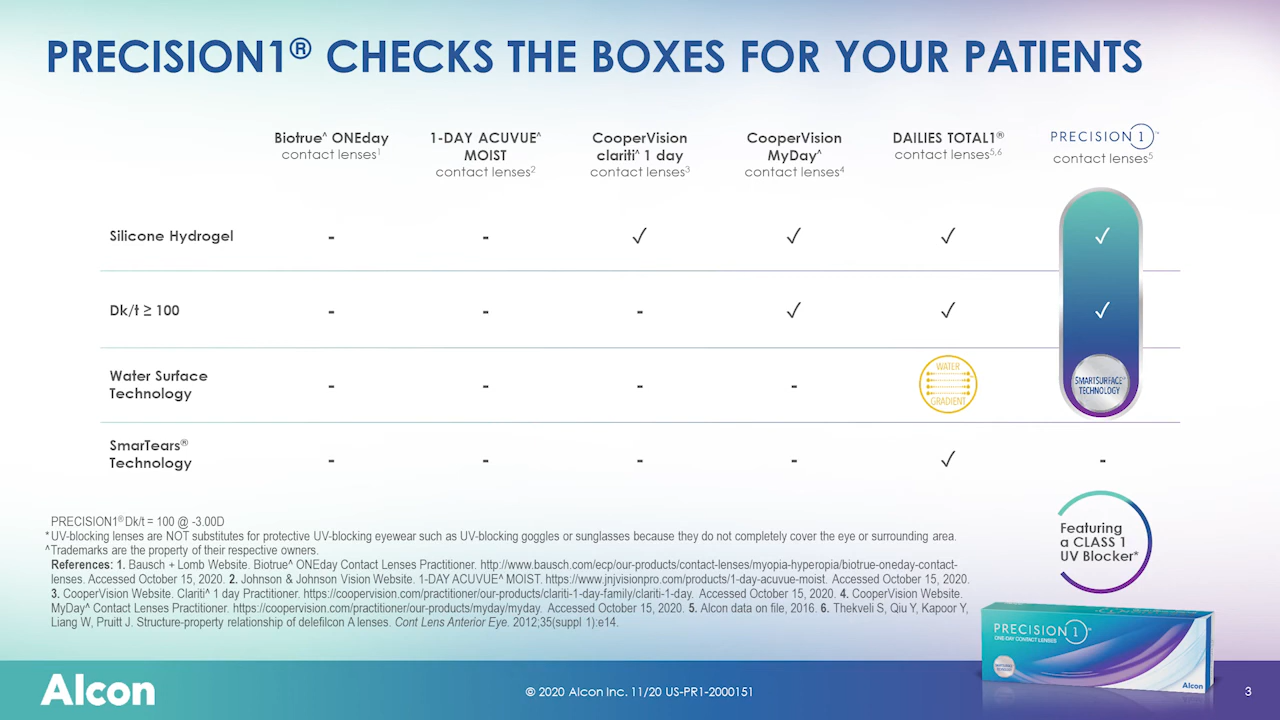 PRECISION1® CHECKS THE BOXES FOR YOUR PATIENTS
Biotrue^ ONEday
contact lenses1
1-DAY ACUVUE^
MOIST
contact lenses2
CooperVision
clariti^ 1 day
contact lenses3
CooperVision
MyDay^
contact lenses4
DAILIES TOTAL1®
contact lenses5,6
PRECISION 1™
contact lenses5
Silicone Hydrogel - - ✓ ✓ ✓ ✓
Dk/t ≥ 100 - - - ✓ ✓ ✓
Water Surface
Technology
- - - -
WATER
GRADIENT
SMARTSURFACE™
TECHNOLOGY
SmarTears®
Technology
- - - - ✓ -
PRECISION1® Dk/t = 100 @ -3.00D
* UV-blocking lenses are NOT substitutes for protective UV-blocking eyewear such as UV-blocking goggles or sunglasses because they do not completely cover the eye or surrounding area.
^ Trademarks are the property of their respective owners.
References: 1. Bausch + Lomb Website. Biotrue^ ONEday Contact Lenses Practitioner. http://www.bausch.com/ecp/our-products/contact-lenses/myopia-hyperopia/biotrue-oneday-contact-
lenses. Accessed October 15, 2020. 2. Johnson & Johnson Vision Website. 1-DAY ACUVUE^ MOIST. https://www.jnjvisionpro.com/products/1-day-acuvue-moist. Accessed October 15, 2020.
3. CooperVision Website. Clariti^ 1 day Practitioner. https://coopervision.com/practitioner/our-products/clariti-1-day-family/clariti-1-day. Accessed October 15, 2020. 4. CooperVision Website.
MyDay^ Contact Lenses Practitioner. https://coopervision.com/practitioner/our-products/myday/myday. Accessed October 15, 2020. 5. Alcon data on file, 2016. 6. Thekveli S, Qiu Y, Kapoor Y,
Liang W, Pruitt J. Structure-property relationship of delefilcon A lenses. Cont Lens Anterior Eye. 2012;35(suppl 1):e14.
Featuring
a CLASS 1
UV Blocker*
PRECISION 1™
ONE-DAY CONTACT LENSES
Alcon
Alcon
© 2020 Alcon Inc. 11/20 US-PR1-2000151
3